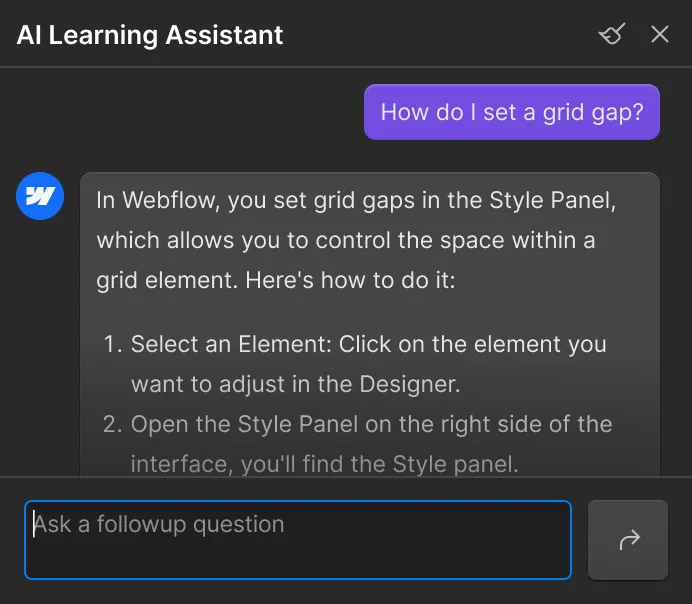 AI Learning Assistant
How do I set a grid gap?
In Webflow, you set grid gaps in the Style Panel,
which allows you to control the space within a
grid element. Here's how to do it:
1. Select an Element: Click on the element you
want to adjust in the Designer.
2. Open the Style Panel on the right side of the
interface, you'll find the Style panel.
Ask a followup question